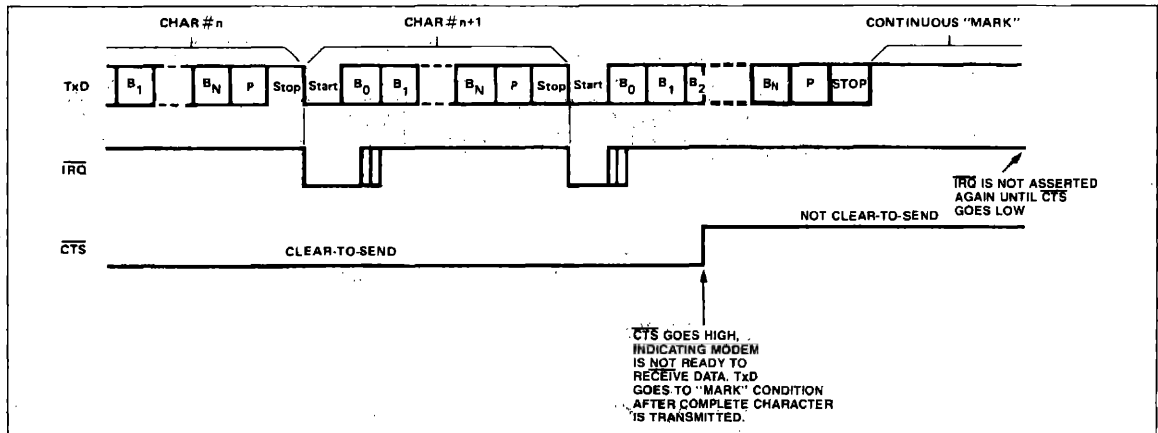 CHAR #n
CHAR #n+1
CONTINUOUS "MARK"
TxD B1 BN P Stop Start B0 B1 BN P Stop Start B0 B1 B2 BN P STOP
IRQ
IRQ IS NOT ASSERTED
AGAIN UNTIL CTS
GOES LOW
NOT CLEAR-TO-SEND
CTS
CLEAR-TO-SEND
CTS GOES HIGH,
INDICATING MODEM
IS NOT READY TO
RECEIVE DATA. TxD
GOES TO "MARK" CONDITION
AFTER COMPLETE CHARACTER
IS TRANSMITTED.